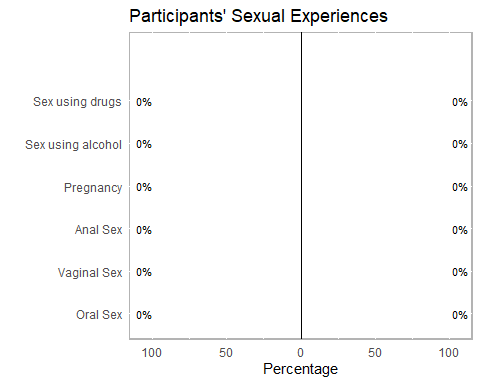 Participants' Sexual Experiences
Sex using drugs 0% 0%
Sex using alcohol 0% 0%
Pregnancy 0% 0%
Anal Sex 0% 0%
Vaginal Sex 0% 0%
Oral Sex 0% 0%
100 50 0 50 100
Percentage